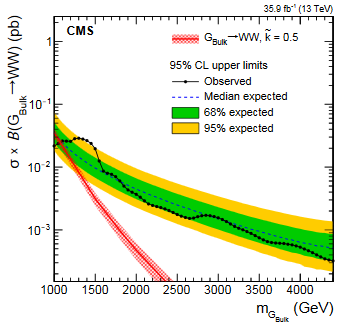 35.9 fb⁻¹ (13 TeV)
CMS
G_Bulk→WW, k̃ = 0.5
95% CL upper limits
Observed
Median expected
68% expected
95% expected
σ × B(G_Bulk→WW) (pb)
1
10⁻¹
10⁻²
10⁻³
1000 1500 2000 2500 3000 3500 4000
m_G_Bulk (GeV)